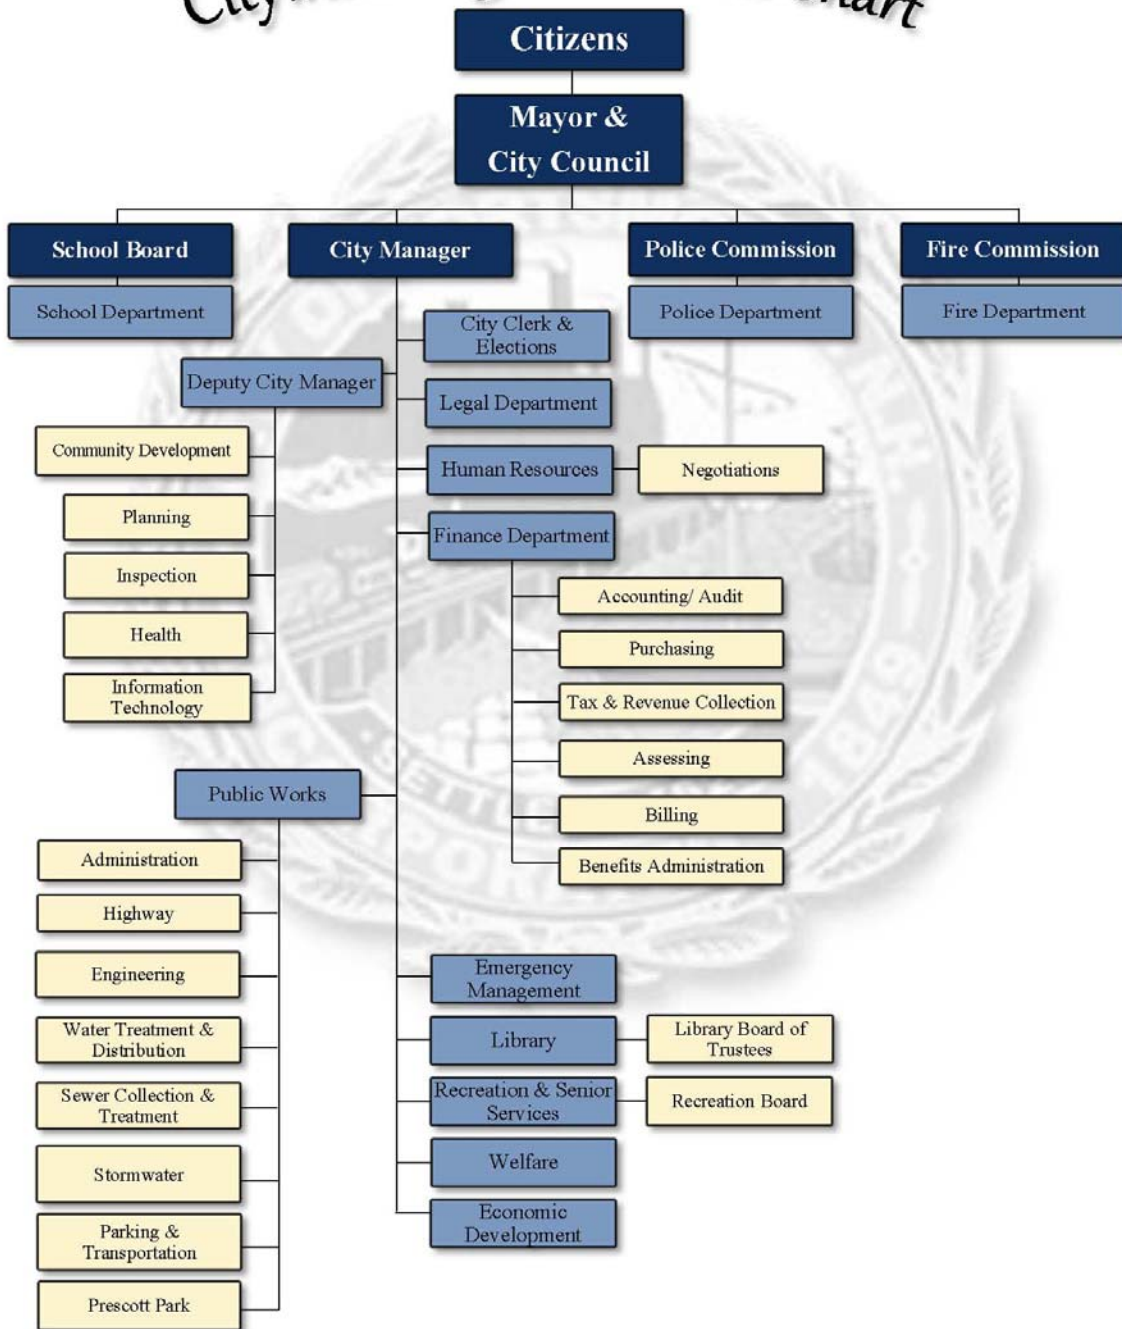 Citizens
Mayor &
City Council
School Board
City Manager
Police Commission
Fire Commission
School Department
Police Department
Fire Department
City Clerk &
Elections
Deputy City Manager
Legal Department
Community Development
Human Resources
Negotiations
Planning
Finance Department
Inspection
Accounting/ Audit
Health
Purchasing
Information
Technology
Tax & Revenue Collection
Assessing
Public Works
Billing
Administration
Benefits Administration
Highway
Engineering
Emergency
Management
Water Treatment &
Distribution
Library
Library Board of
Trustees
Sewer Collection &
Treatment
Recreation & Senior
Services
Recreation Board
Stormwater
Welfare
Parking &
Transportation
Economic
Development
Prescott Park